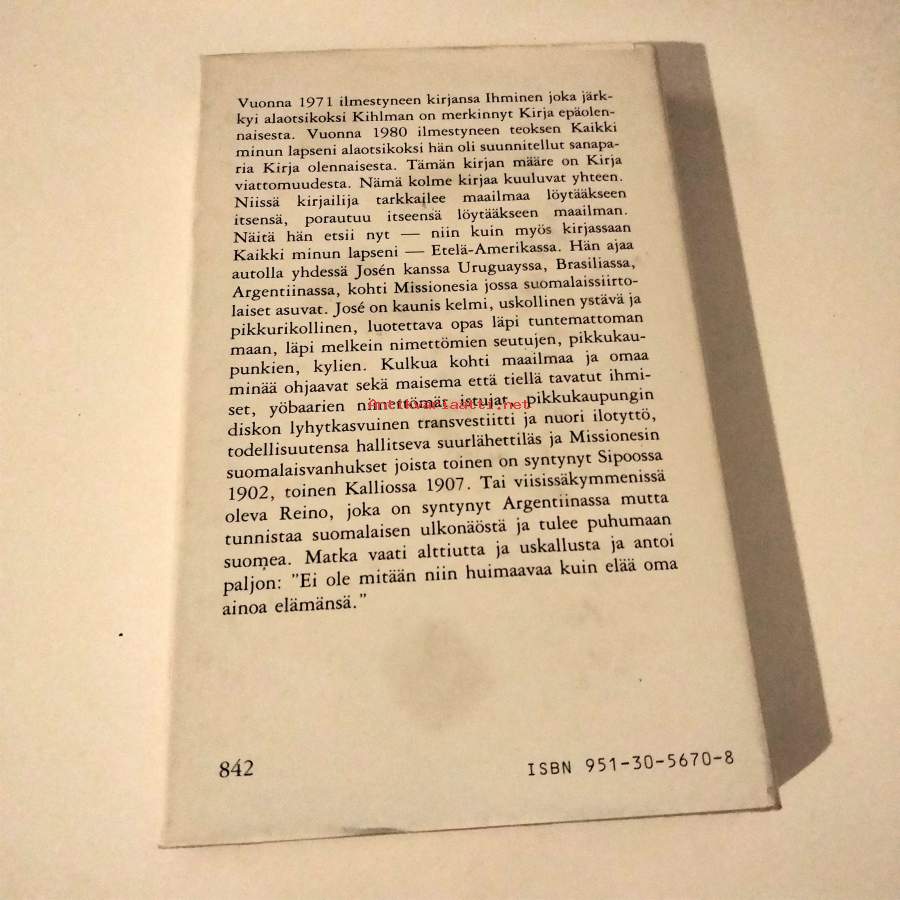 Vuonna 1971 ilmestyneen kirjansa Ihminen joka järk-
kyi alaotsikoksi Kihlman on merkinnyt Kirja epäolen-
naisesta. Vuonna 1980 ilmestyneen teoksen Kaikki
minun lapseni alaotsikoksi hän oli suunnitellut sanapa-
ria Kirja olennaisesta. Tämän kirjan määre on Kirja
viattomuudesta. Nämä kolme kirjaa kuuluvat yhteen.
Niissä kirjailija tarkkailee maailmaa löytääkseen
itsensä, porautuu itseensä löytääkseen maailman.
Näitä hän etsii nyt — niin kuin myös kirjassaan
Kaikki minun lapseni — Etelä-Amerikassa. Hän ajaa
autolla yhdessä Josén kanssa Uruguayssa, Brasiliassa,
Argentiinassa, kohti Missionesia jossa suomalaissiirto-
laiset asuvat. José on kaunis kelmi, uskollinen ystävä ja
pikkurikollinen, luotettava opas läpi tuntemattoman
maan, läpi melkein nimettömien seutujen, pikkukau-
punkien, kylien. Kulkua kohti maailmaa ja omaa
minää ohjaavat sekä maisema että tiellä tavatut ihmi-
set, yöbaarien nimettömät istujat, pikkukaupungin
diskon lyhytkasvuinen transvestiitti ja nuori ilotyttö,
todellisuutensa hallitseva suurlähettiläs ja Missionesin
suomalaisvanhukset joista toinen on syntynyt Sipoossa
1902, toinen Kalliossa 1907. Tai viisissäkymmenissä
oleva Reino, joka on syntynyt Argentiinassa mutta
tunnistaa suomalaisen ulkonäöstä ja tulee puhumaan
suomea. Matka vaati alttiutta ja uskallusta ja antoi
paljon: "Ei ole mitään niin huimaavaa kuin elää oma
ainoa elämänsä."
Antikvariaatti.net
842
ISBN 951-30-5670-8